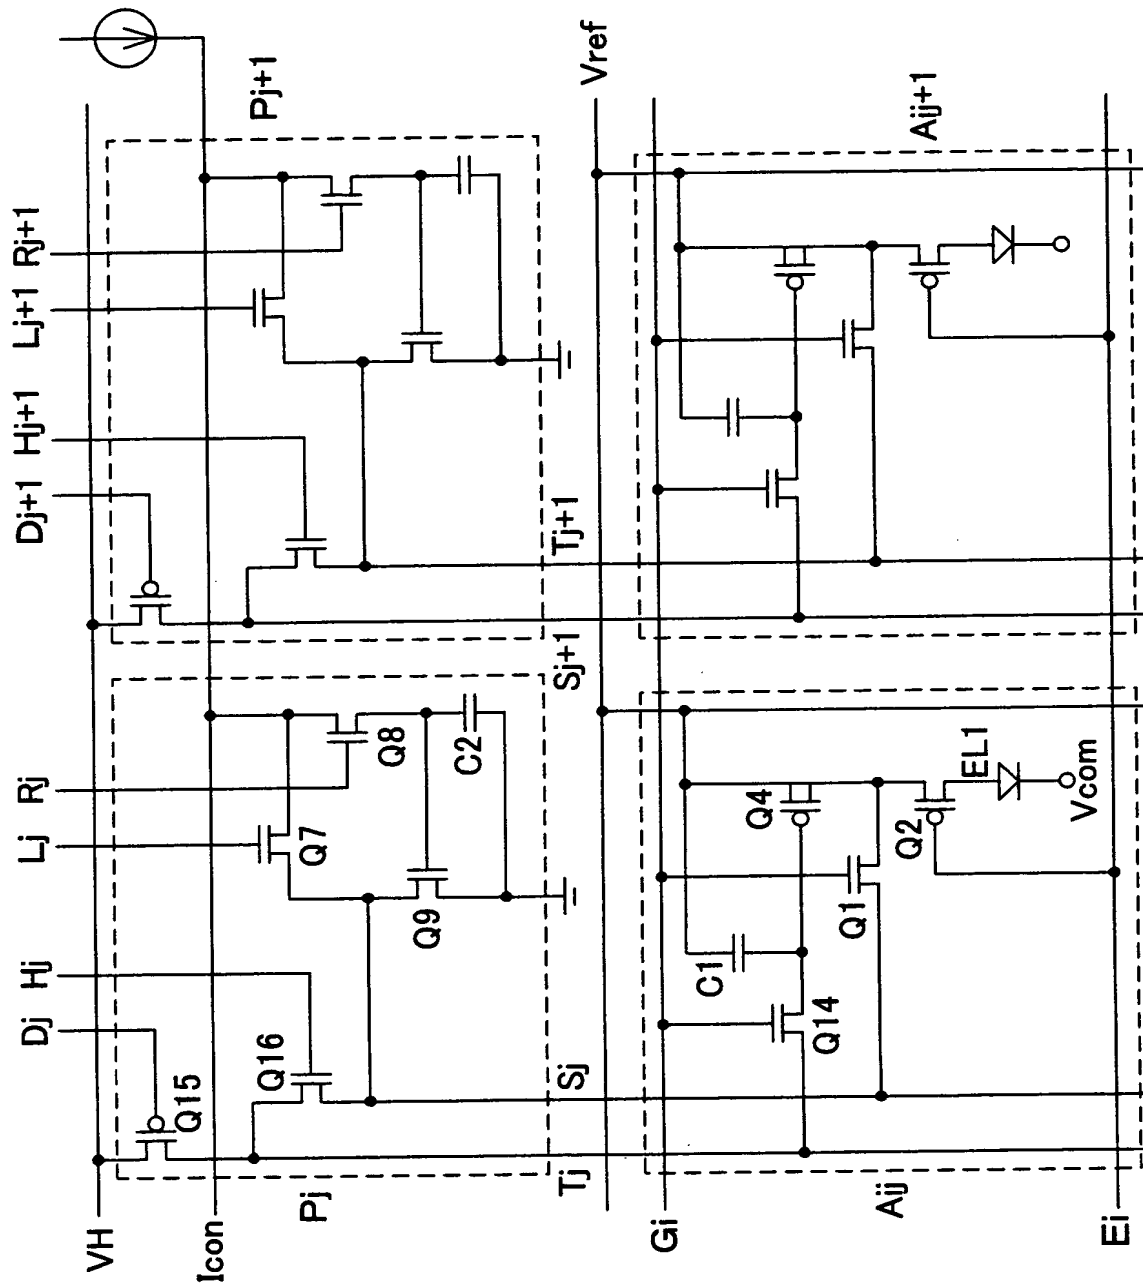 Dj
Hj
Lj
Rj
Dj+1
Hj+1
Lj+1
Rj+1
VH
Icon
Pj
Q15
Q16
Q7
Q8
Q9
C2
Pj+1
Tj
Sj
Sj+1
Tj+1
Vref
Gi
Aij
Ei
C1
Q14
Q4
Q1
Q2
EL1
Vcom
Aij+1